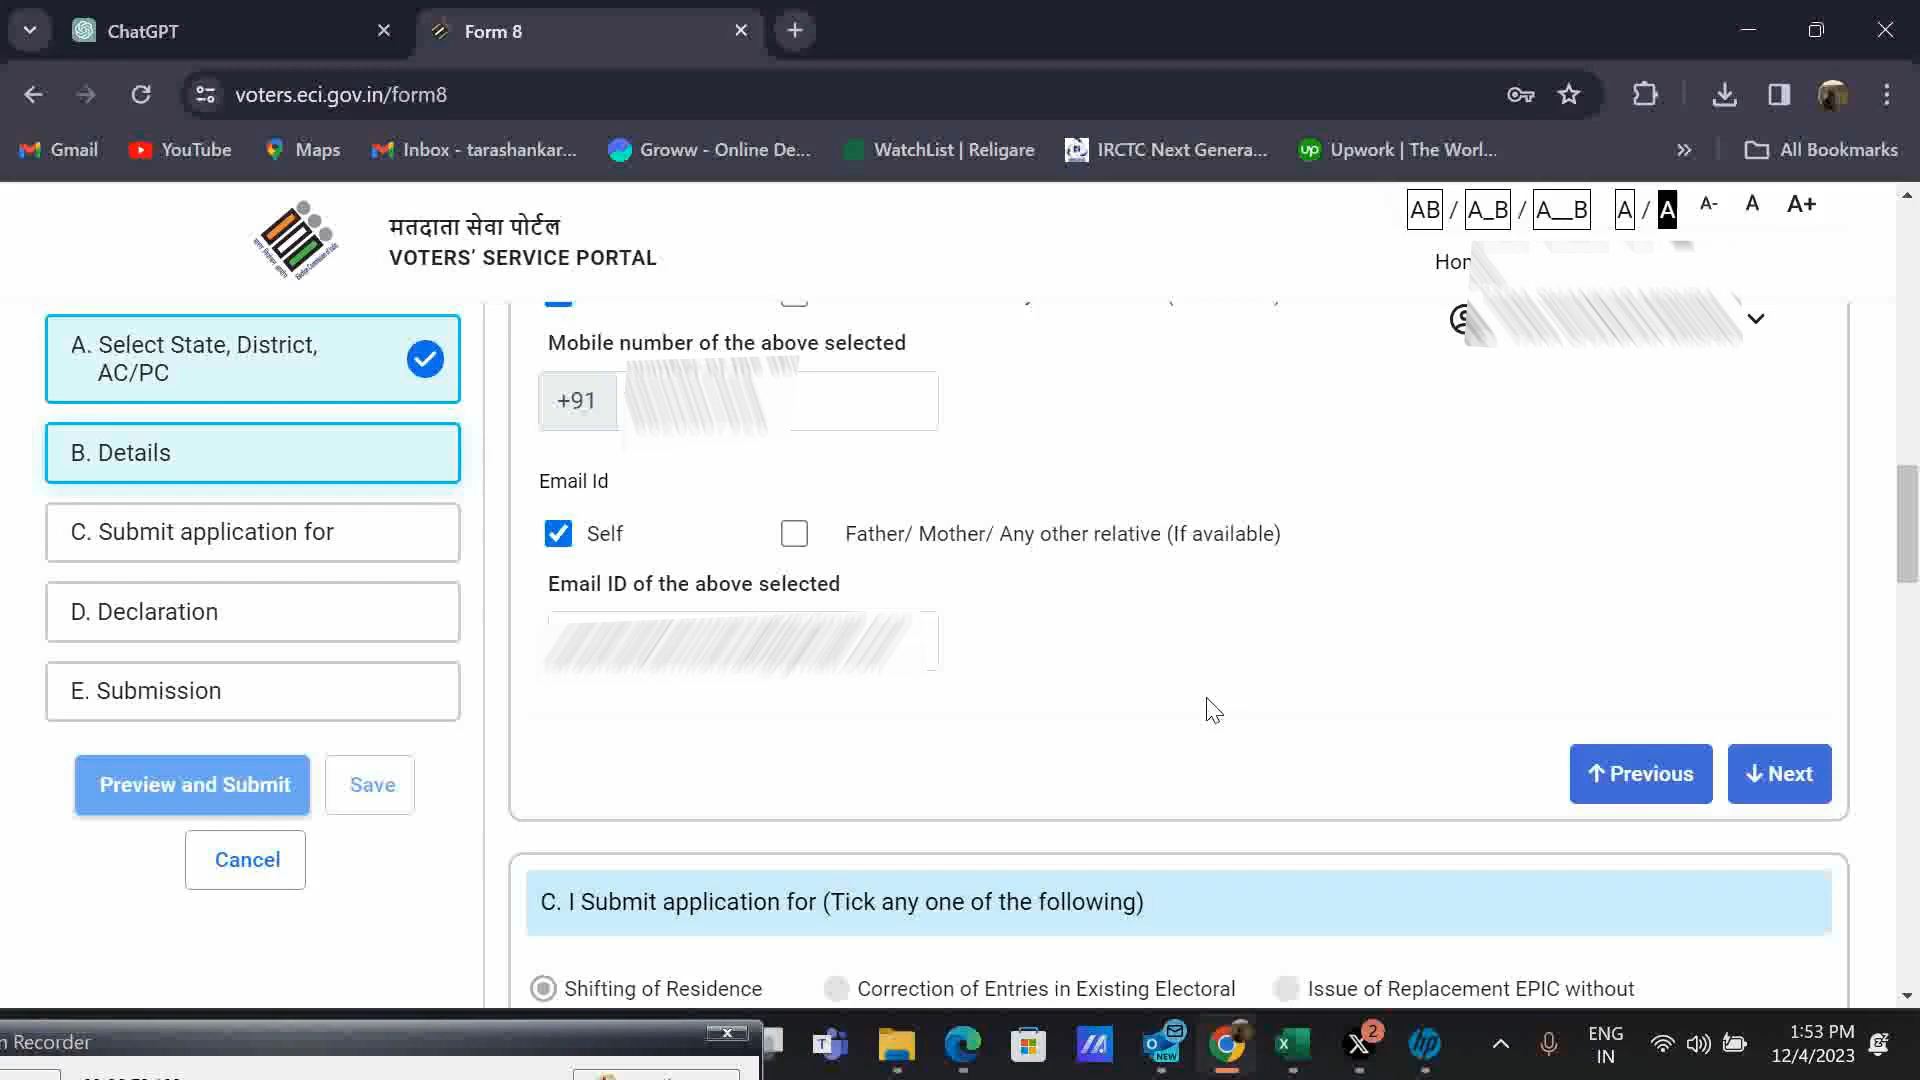 ChatGPT
Form 8
voters.eci.gov.in/form8
Gmail
YouTube
Maps
Inbox - tarashankar...
Groww - Online De...
WatchList | Religare
IRCTC Next Genera...
up
Upwork | The Worl...
All Bookmarks
मतदाता सेवा पोर्टल
VOTERS’ SERVICE PORTAL
AB / A_B / A__B A / A A- A A+
A. Select State, District,
AC/PC
B. Details
C. Submit application for
D. Declaration
E. Submission
Preview and Submit
Save
Cancel
Mobile number of the above selected
+91
Email Id
Self
Father/ Mother/ Any other relative (If available)
Email ID of the above selected
Previous
Next
C. I Submit application for (Tick any one of the following)
Shifting of Residence
Correction of Entries in Existing Electoral
Issue of Replacement EPIC without
Recorder
NEW
2
hp
ENG
IN
1:53 PM
12/4/2023